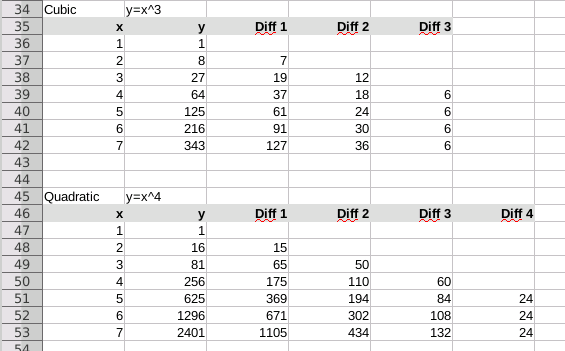 34 Cubic y=x^3
35 x y Diff 1 Diff 2 Diff 3
36 1 1
37 2 8 7
38 3 27 19 12
39 4 64 37 18 6
40 5 125 61 24 6
41 6 216 91 30 6
42 7 343 127 36 6
43
44
45 Quadratic y=x^4
46 x y Diff 1 Diff 2 Diff 3 Diff 4
47 1 1
48 2 16 15
49 3 81 65 50
50 4 256 175 110 60
51 5 625 369 194 84 24
52 6 1296 671 302 108 24
53 7 2401 1105 434 132 24
54